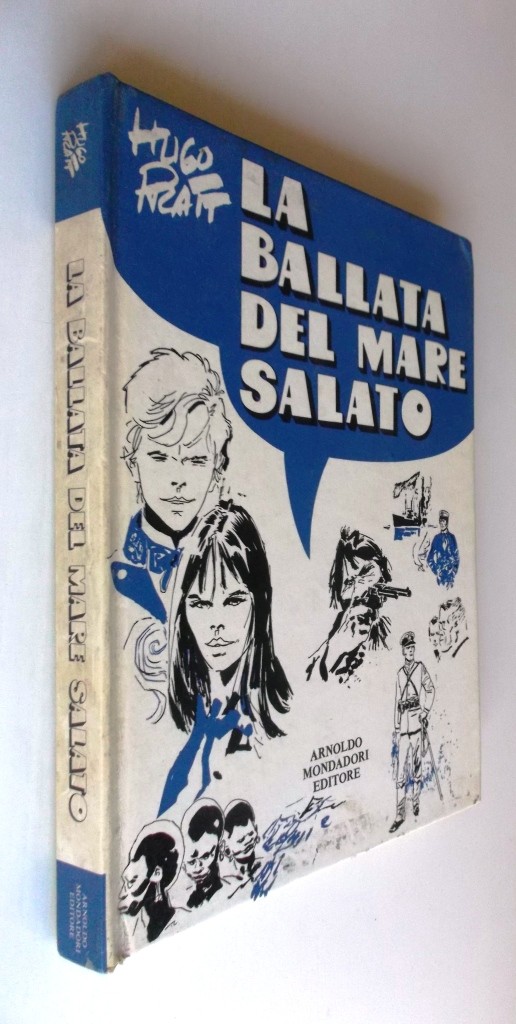 HUGO
PRATT
LA BALLATA DEL MARE SALATO
ARNOLDO
MONDADORI
EDITORE
HUGO
PRATT
LA
BALLATA
DEL MARE
SALATO
ARNOLDO
MONDADORI
EDITORE